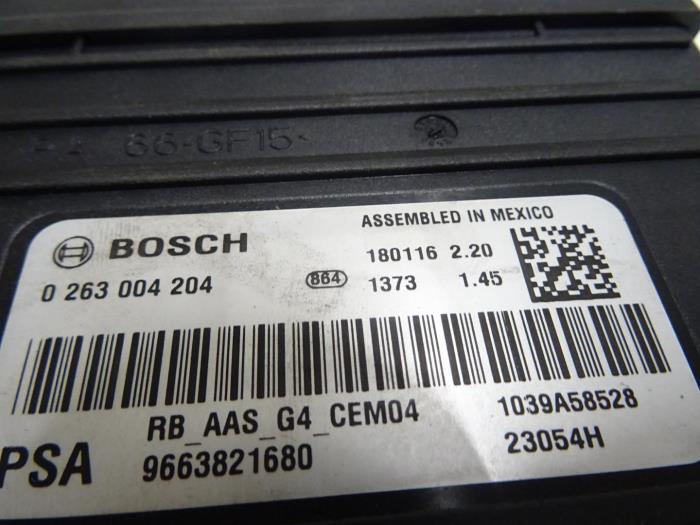 66-GF15<
ASSEMBLED IN MEXICO
BOSCH
180116 2.20
0 263 004 204
864
1373 1.45
RB_AAS_G4_CEM04
1039A58528
PSA
9663821680
23054H